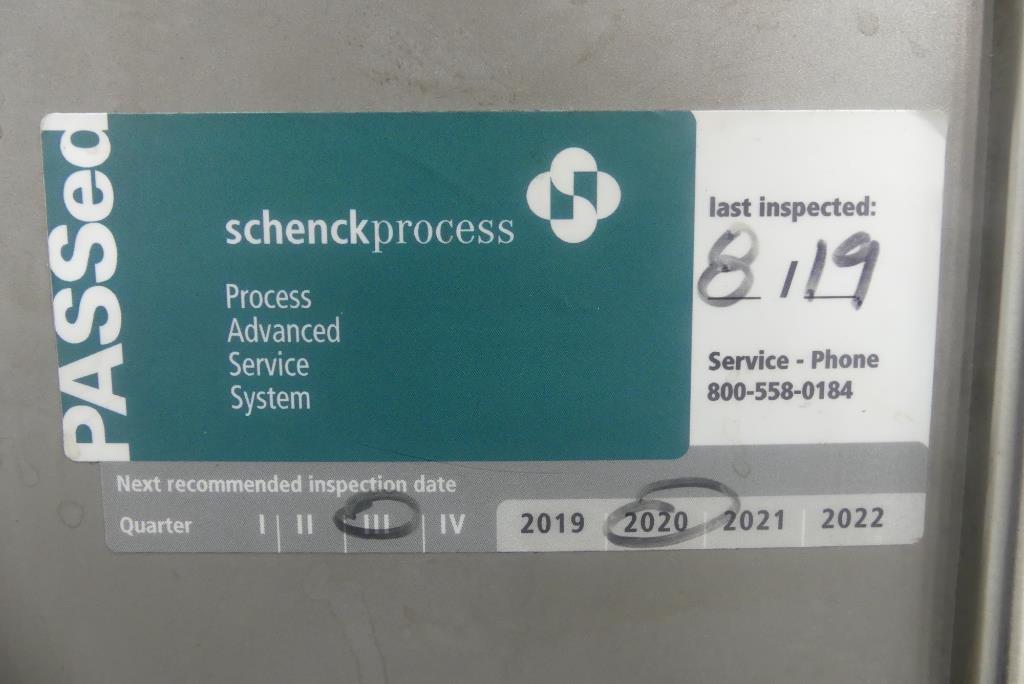 PASSed
schenckprocess
Process
Advanced
Service
System
last inspected:
8 / 19
Service - Phone
800-558-0184
Next recommended inspection date
Quarter I II III IV 2019 2020 2021 2022